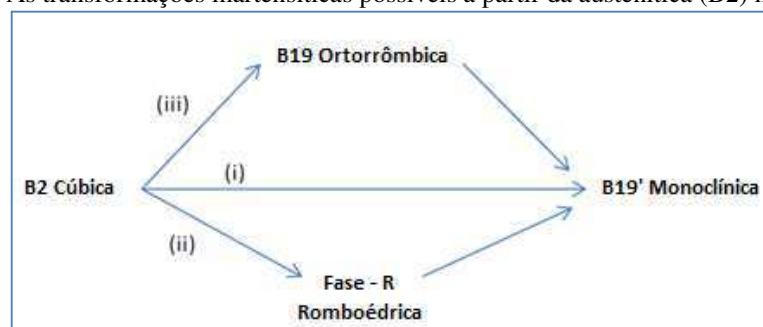 As transformações martensíticas possíveis a partir da austenítica (B2) n
B19 Ortorrômbica
(iii)
B2 Cúbica
(i)
B19' Monoclínica
(ii)
Fase - R
Romboédrica